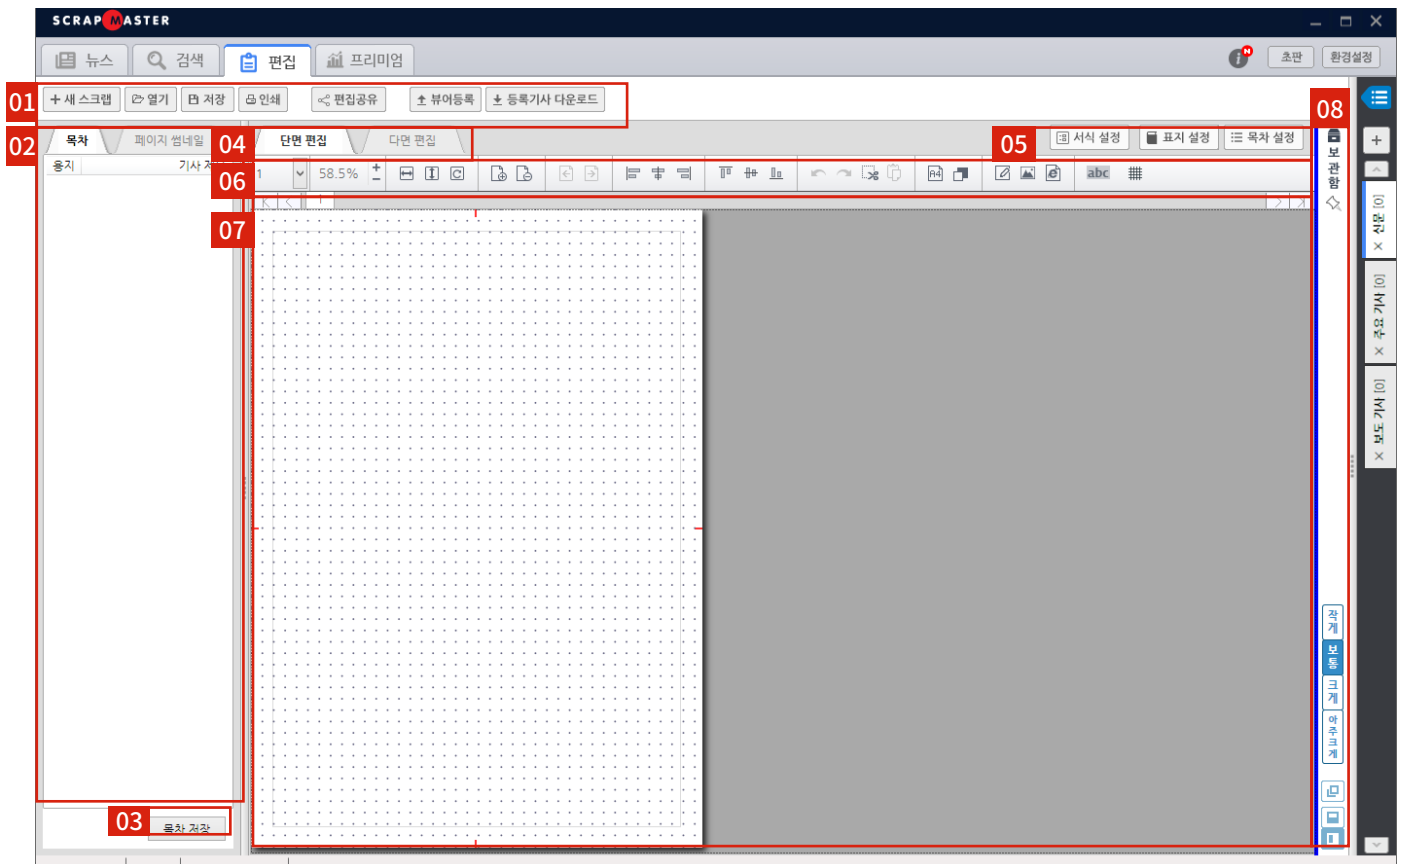 SCRAPMASTER
뉴스 검색 편집 프리미엄 초판 환경설정
01 새 스크랩 열기 저장 인쇄 편집공유 뷰어등록 등록기사 다운로드 08
02 목차 페이지 썸네일 04 단면 편집 다면 편집 05 서식 설정 표지 설정 목차 설정
용지 기사 06 1 58.5% A4 abc
07 1
보관함
신문 [0]
주요 기사 [0]
보도 기사 [0]
작게
보통
크게
아주크게
03 목차 저장